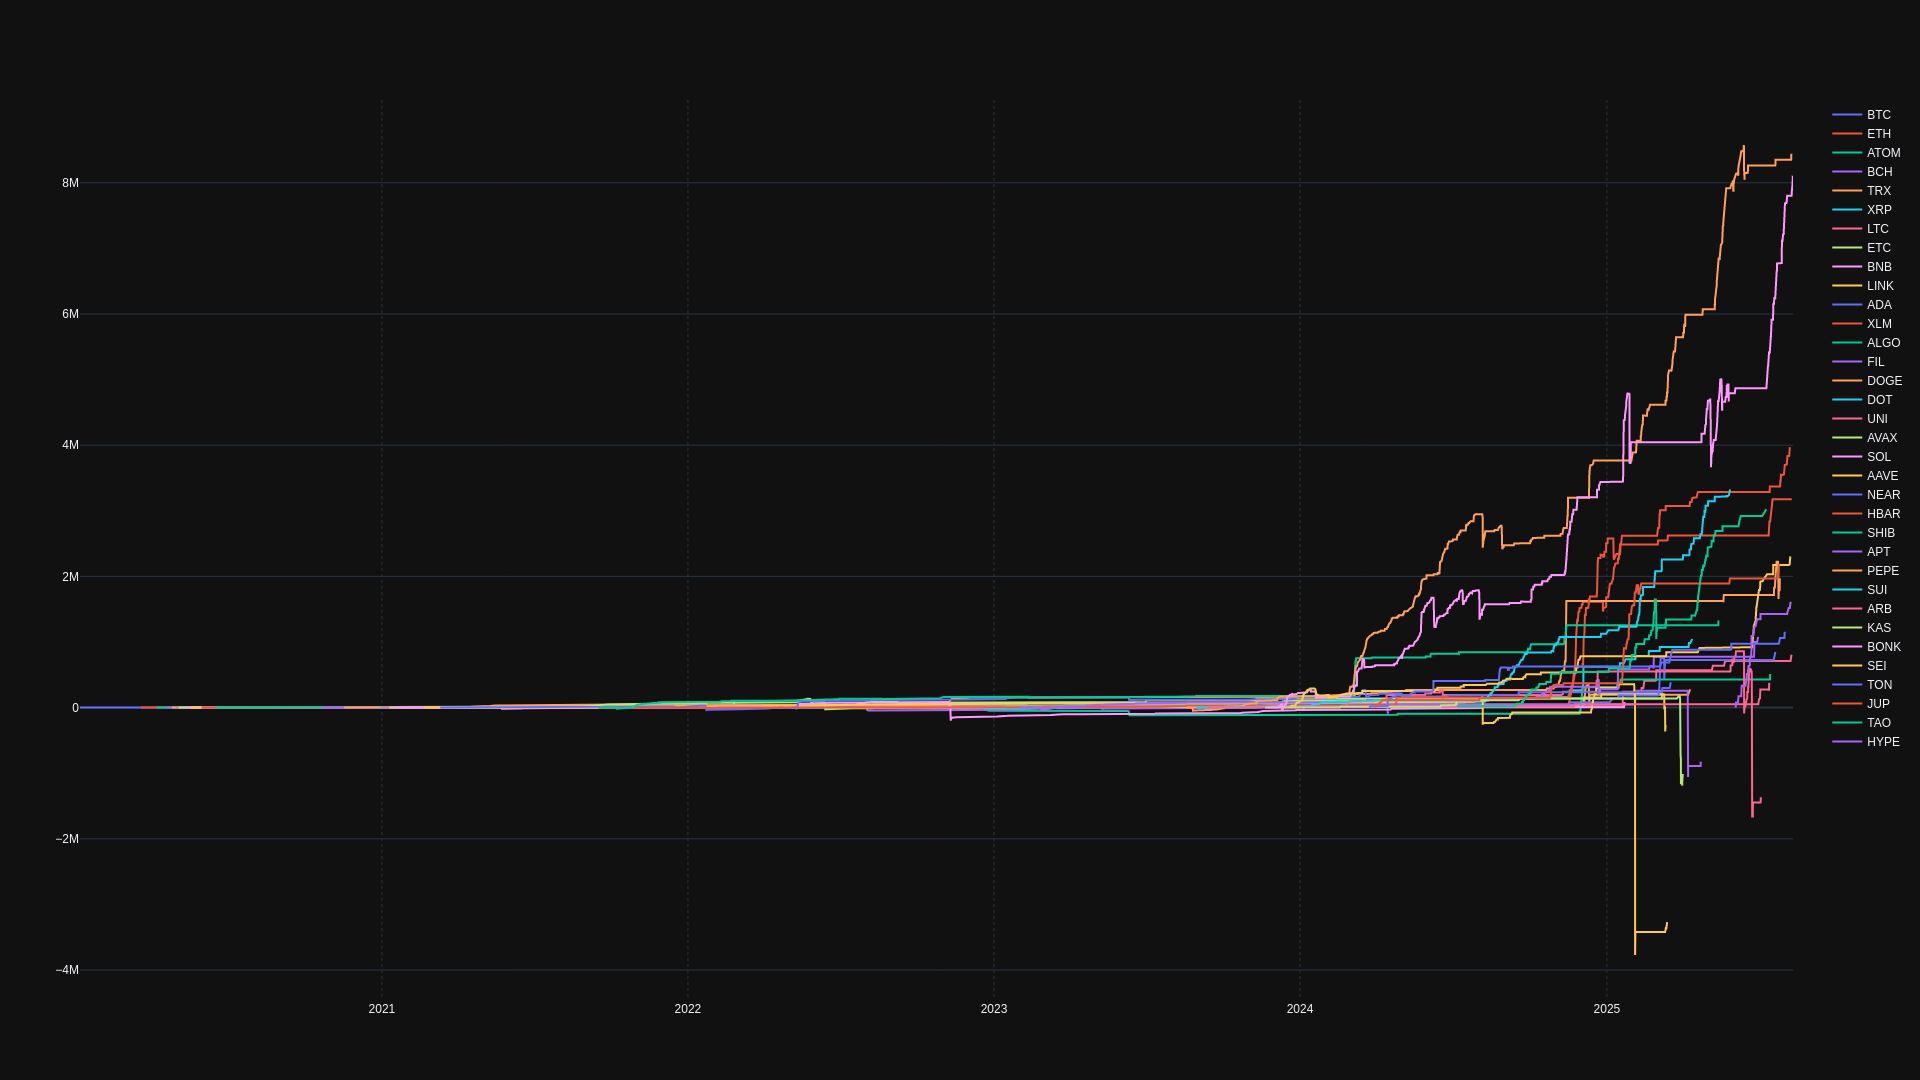 8M
6M
4M
2M
0
−2M
−4M
2021
2022
2023
2024
2025
BTC
ETH
ATOM
BCH
TRX
XRP
LTC
ETC
BNB
LINK
ADA
XLM
ALGO
FIL
DOGE
DOT
UNI
AVAX
SOL
AAVE
NEAR
HBAR
SHIB
APT
PEPE
SUI
ARB
KAS
BONK
SEI
TON
JUP
TAO
HYPE